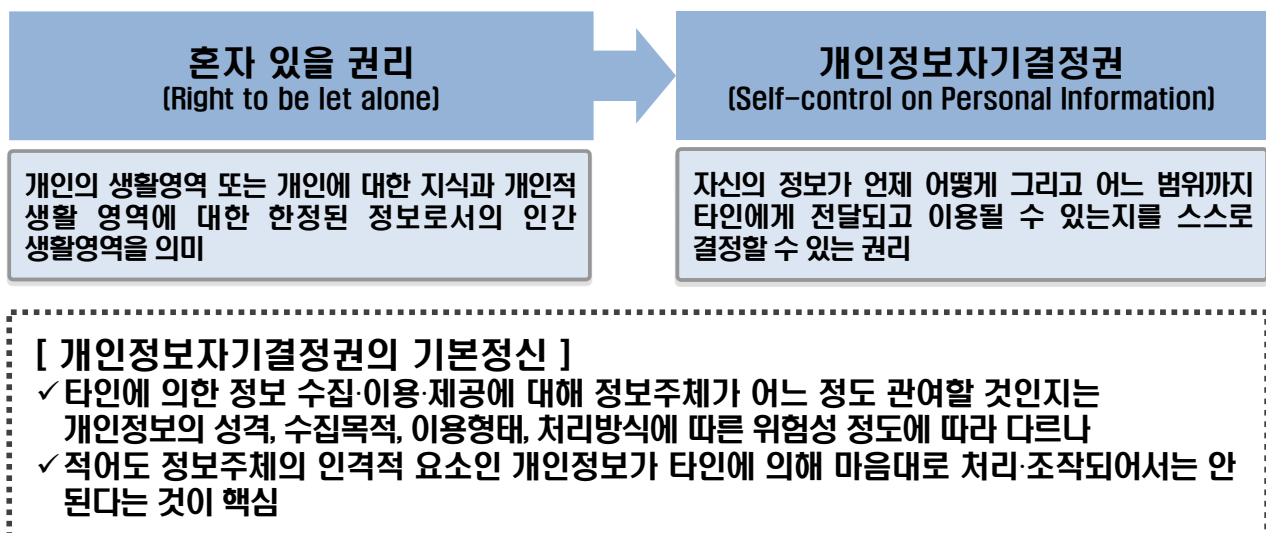 혼자 있을 권리
(Right to be let alone)
개인정보자기결정권
(Self-control on Personal Information)
개인의 생활영역 또는 개인에 대한 지식과 개인적
생활 영역에 대한 한정된 정보로서의 인간
생활영역을 의미
자신의 정보가 언제 어떻게 그리고 어느 범위까지
타인에게 전달되고 이용될 수 있는지를 스스로
결정할 수 있는 권리
[ 개인정보자기결정권의 기본정신 ]
✓타인에 의한 정보 수집·이용·제공에 대해 정보주체가 어느 정도 관여할 것인지는
개인정보의 성격, 수집목적, 이용형태, 처리방식에 따른 위험성 정도에 따라 다르나
✓적어도 정보주체의 인격적 요소인 개인정보가 타인에 의해 마음대로 처리·조작되어서는 안
된다는 것이 핵심